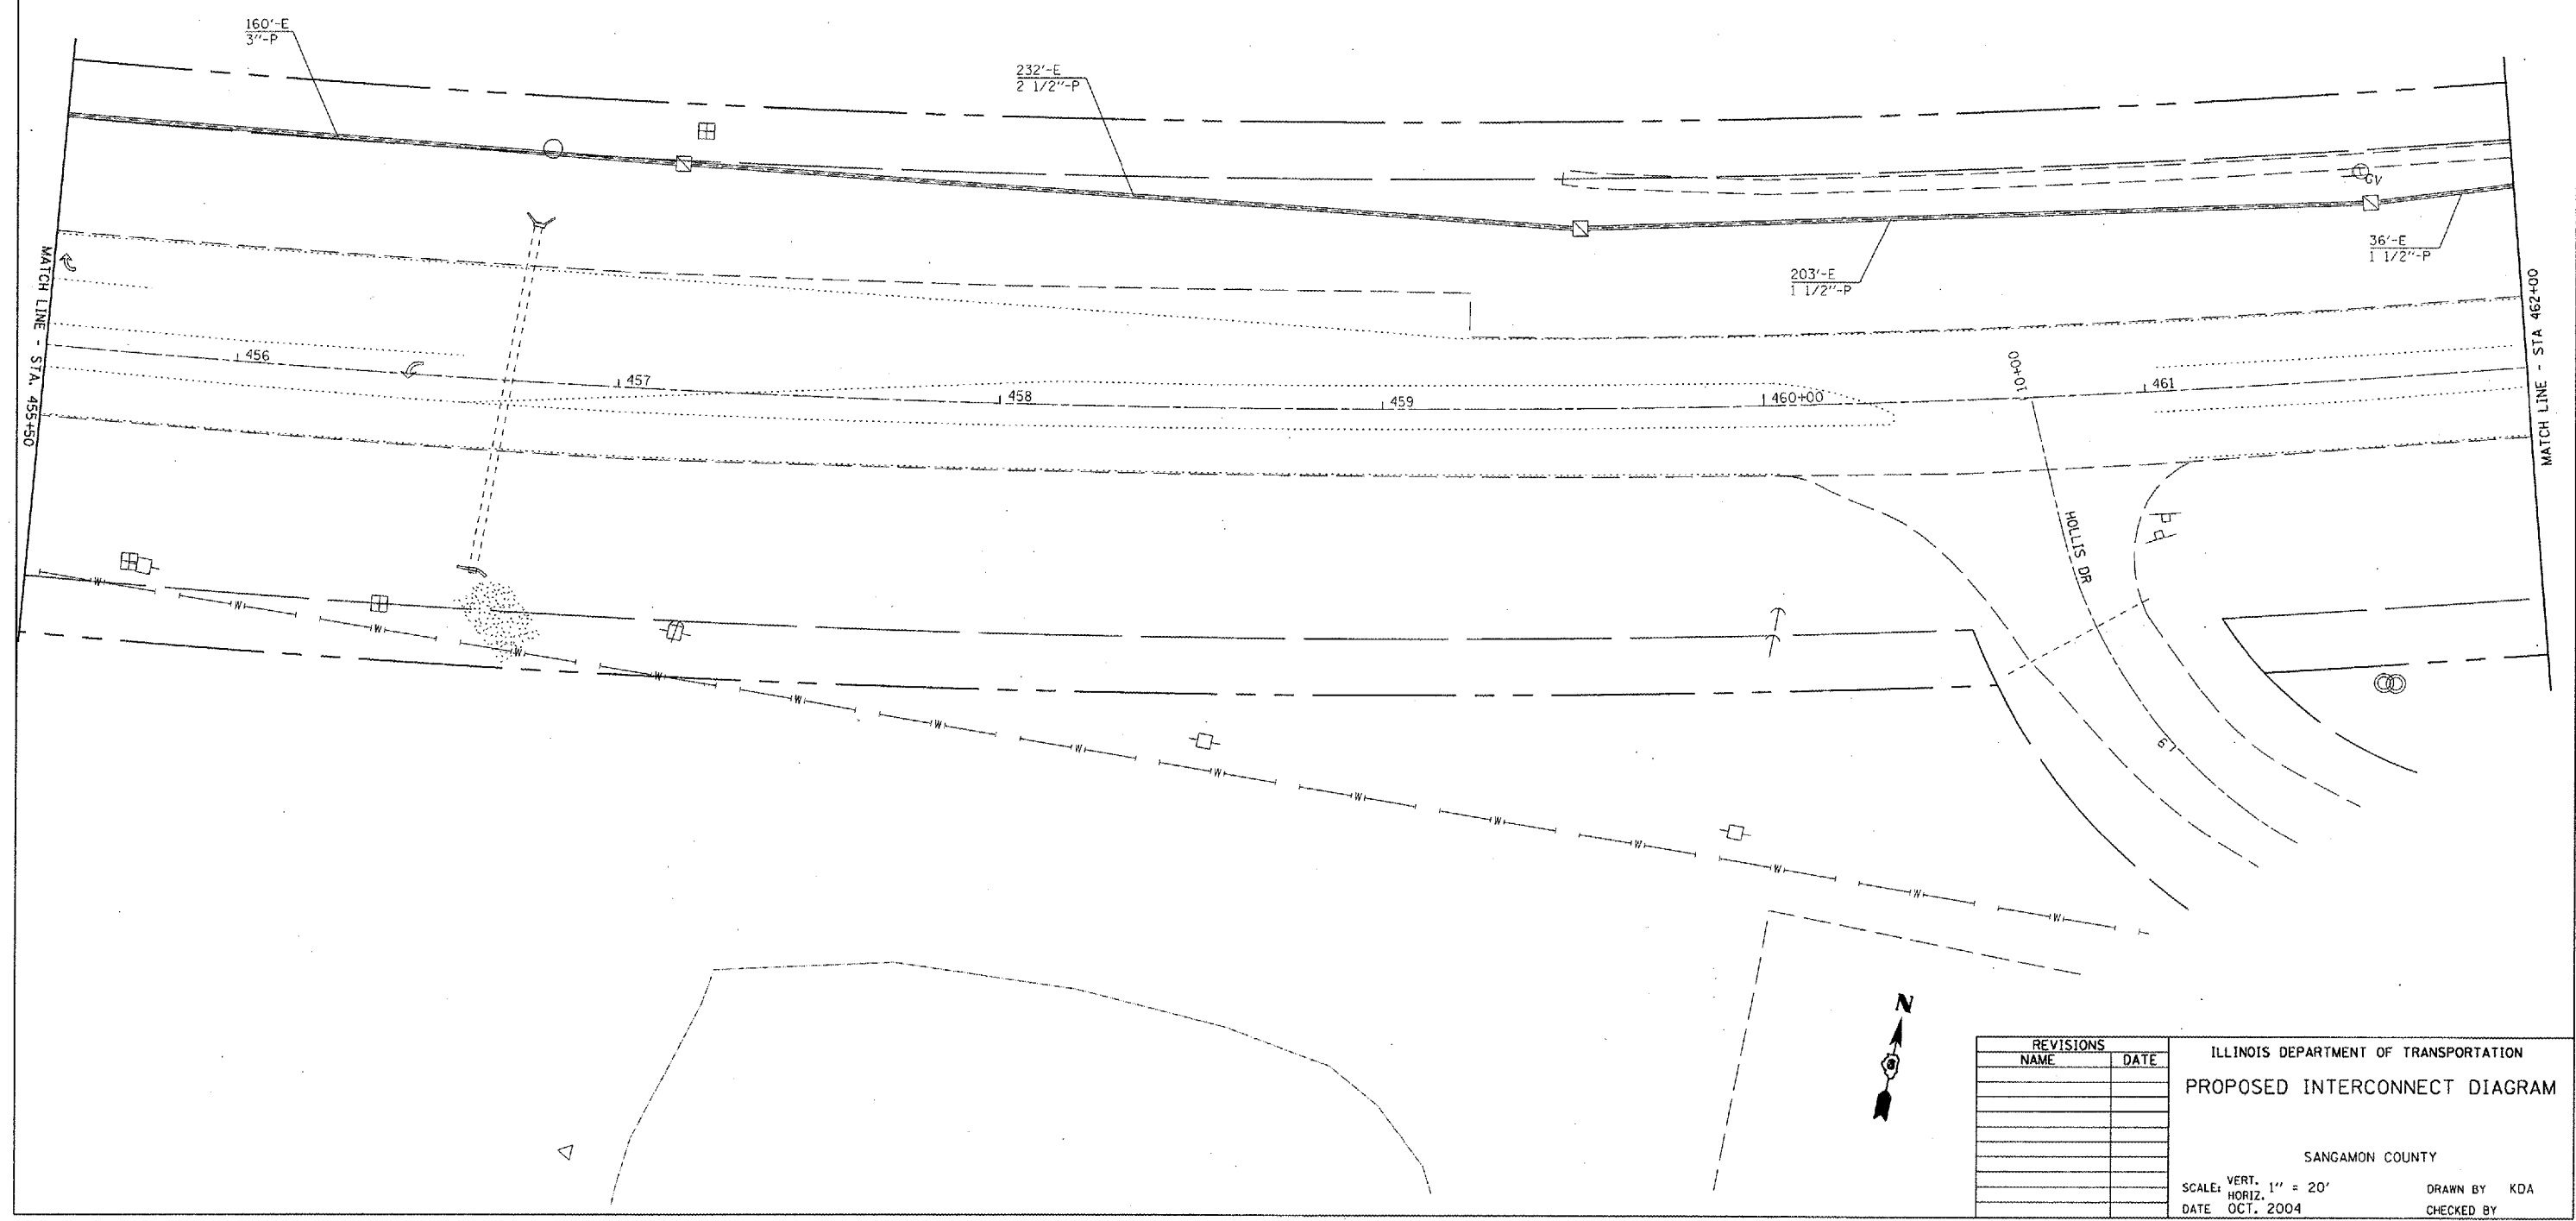 160'-E
3"-P
232'-E
2 1/2"-P
GV
36'-E
1 1/2"-P
203'-E
1 1/2"-P
MATCH LINE - STA. 455+50
MATCH LINE - STA 462+00
456
457
458
459
460+00
10+00
461
HOLLIS DR
W W W W W W W W W W W W W W W
N
REVISIONS
NAME DATE
ILLINOIS DEPARTMENT OF TRANSPORTATION
PROPOSED INTERCONNECT DIAGRAM
SANGAMON COUNTY
SCALE: VERT. HORIZ. 1" = 20'
DRAWN BY KDA
DATE OCT. 2004
CHECKED BY